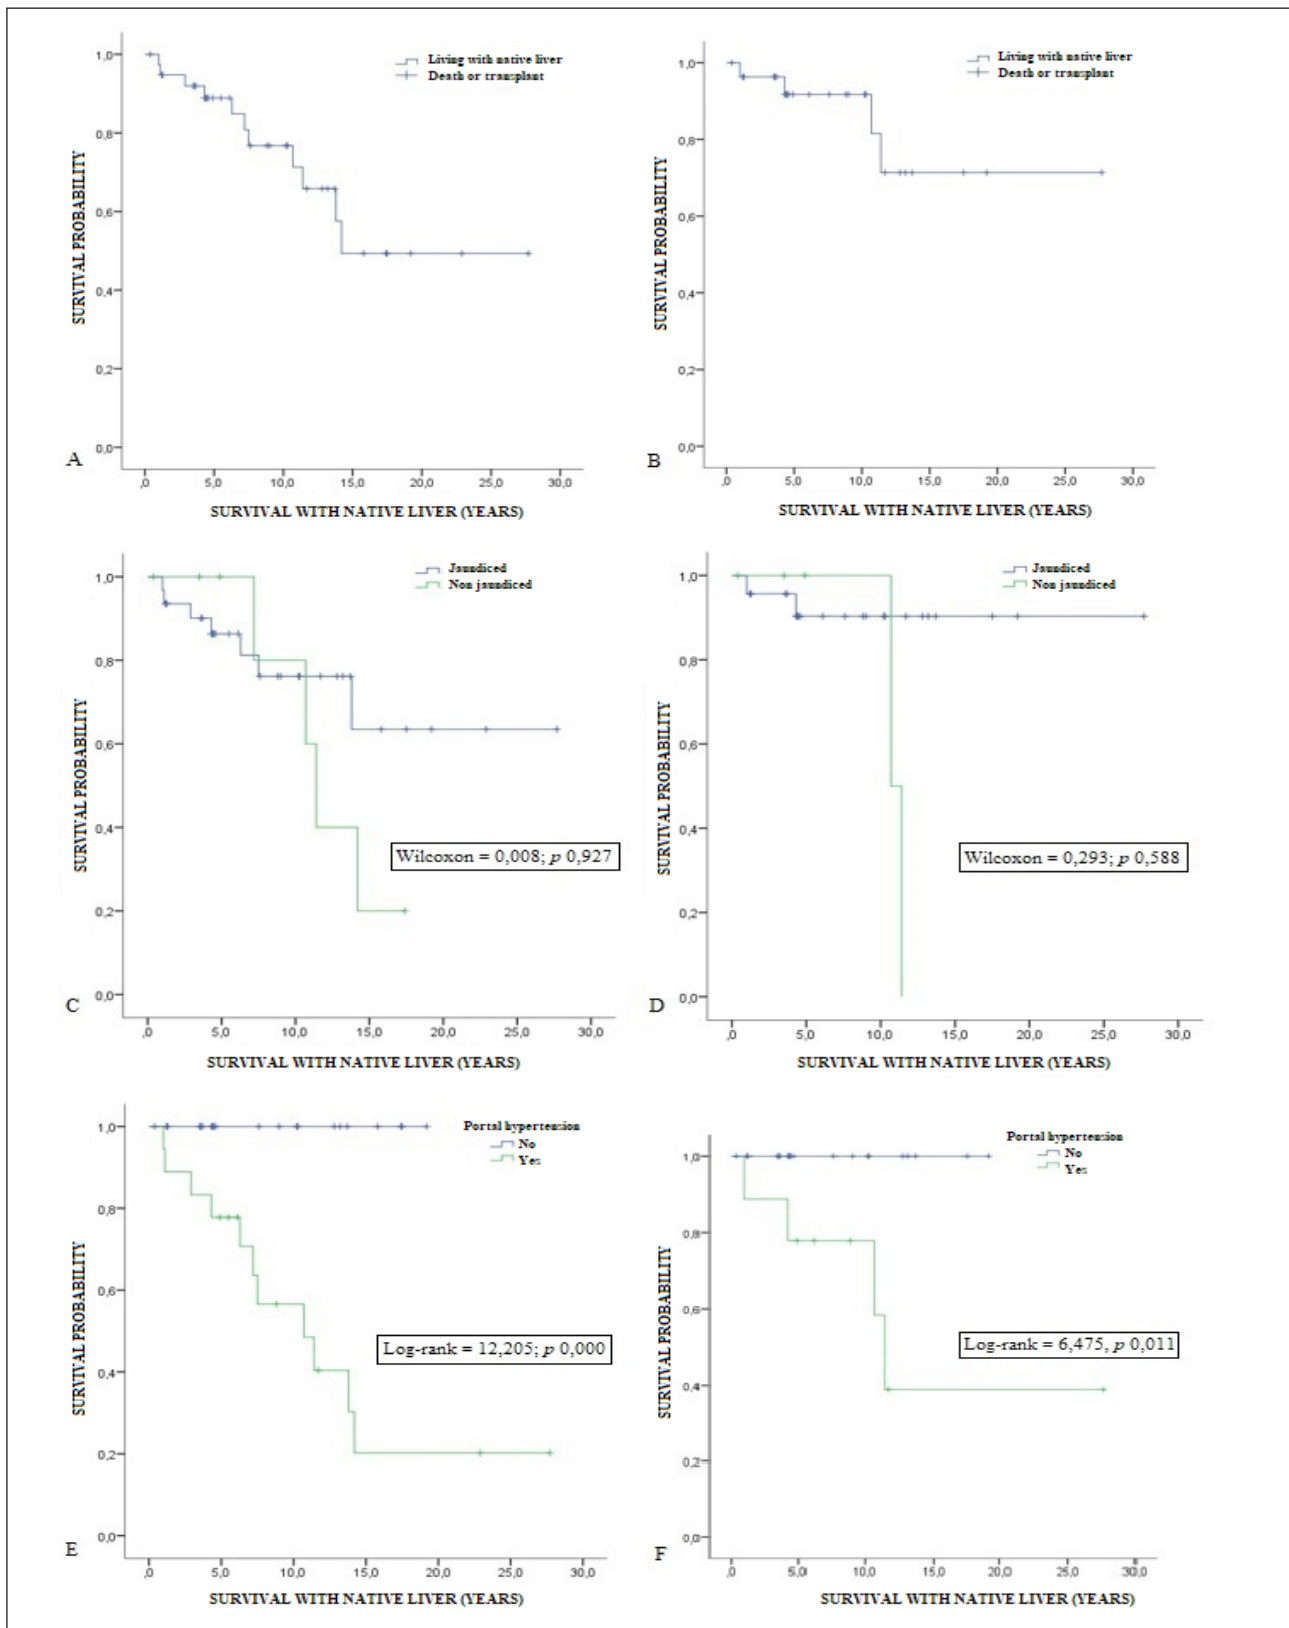 Living with native liver
Death or transplant
1,0
0,8
0,6
0,4
0,2
0,0
SURVIVAL PROBABILITY
A
,0 5,0 10,0 15,0 20,0 25,0 30,0
SURVIVAL WITH NATIVE LIVER (YEARS)
Living with native liver
Death or transplant
1,0
0,8
0,6
0,4
0,2
0,0
SURVIVAL PROBABILITY
B
,0 5,0 10,0 15,0 20,0 25,0 30,0
SURVIVAL WITH NATIVE LIVER (YEARS)
Jaundiced
Non jaundiced
1,0
0,8
0,6
0,4
0,2
0,0
SURVIVAL PROBABILITY
Wilcoxon = 0,008; p 0,927
C
,0 5,0 10,0 15,0 20,0 25,0 30,0
SURVIVAL WITH NATIVE LIVER (YEARS)
Jaundiced
Non jaundiced
1,0
0,8
0,6
0,4
0,2
0,0
SURVIVAL PROBABILITY
Wilcoxon = 0,293; p 0,588
D
,0 5,0 10,0 15,0 20,0 25,0 30,0
SURVIVAL WITH NATIVE LIVER (YEARS)
Portal hypertension
No
Yes
1,0
0,8
0,6
0,4
0,2
0,0
SURVIVAL PROBABILITY
Log-rank = 12,205; p 0,000
E
,0 5,0 10,0 15,0 20,0 25,0 30,0
SURVIVAL WITH NATIVE LIVER (YEARS)
Portal hypertension
No
Yes
1,0
0,8
0,6
0,4
0,2
0,0
SURVIVAL PROBABILITY
Log-rank = 6,475, p 0,011
F
,0 5,0 10,0 15,0 20,0 25,0 30,0
SURVIVAL WITH NATIVE LIVER (YEARS)